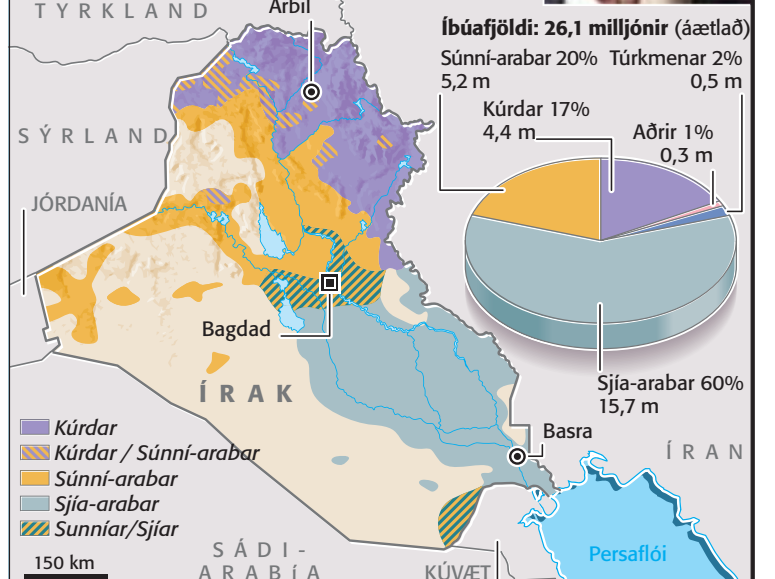 TYRKLAND
Arbil
Íbúafjöldi: 26,1 milljónir (áætlað)
Súnní-arabar 20%
5,2 m
Túrkmenar 2%
0,5 m
Kúrdar 17%
4,4 m
Aðrir 1%
0,3 m
SÝRLAND
JÓRDANÍA
Bagdad
ÍRAK
Sjía-arabar 60%
15,7 m
Basra
ÍRAN
Kúrdar
Kúrdar / Súnní-arabar
Súnní-arabar
Sjía-arabar
Sunníar/Sjíar
150 km
SÁDI-
ARABíA
KÚVÆT
Persaflói